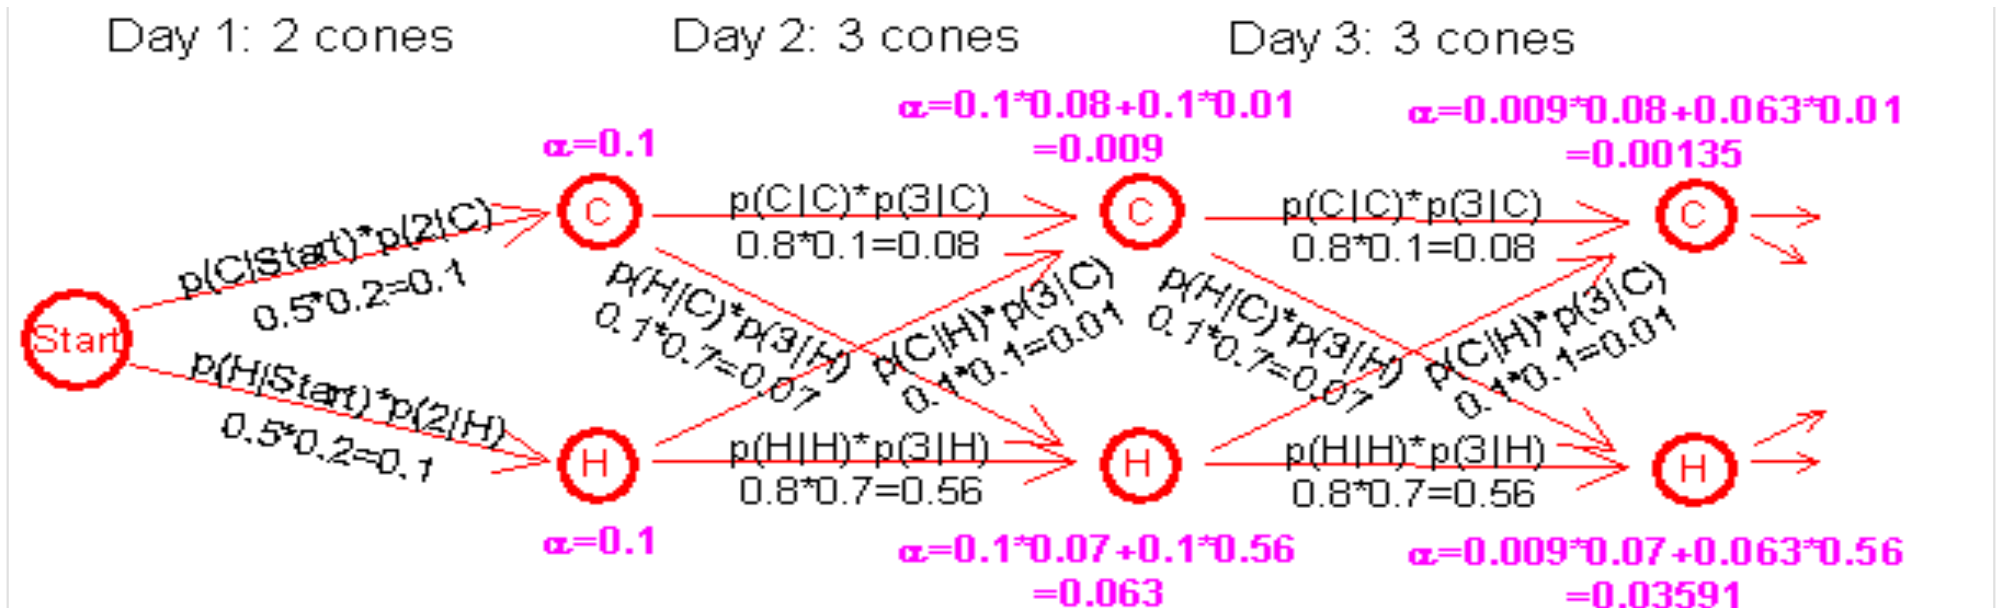 Day 1: 2 cones
Day 2: 3 cones
Day 3: 3 cones
α=0.1
α=0.1*0.08+0.1*0.01
=0.009
α=0.009*0.08+0.063*0.01
=0.00135
Start
p(C|Start)*p(2|C)
0.5*0.2=0.1
p(H|Start)*p(2|H)
0.5*0.2=0.1
C
p(C|C)*p(3|C)
0.8*0.1=0.08
p(H|C)*p(3|H)
0.1*0.7=0.07
p(C|H)*p(3|C)
0.1*0.1=0.01
H
p(H|H)*p(3|H)
0.8*0.7=0.56
C
p(C|C)*p(3|C)
0.8*0.1=0.08
p(H|C)*p(3|H)
0.1*0.7=0.07
p(C|H)*p(3|C)
0.1*0.1=0.01
H
p(H|H)*p(3|H)
0.8*0.7=0.56
C
H
α=0.1
α=0.1*0.07+0.1*0.56
=0.063
α=0.009*0.07+0.063*0.56
=0.03591